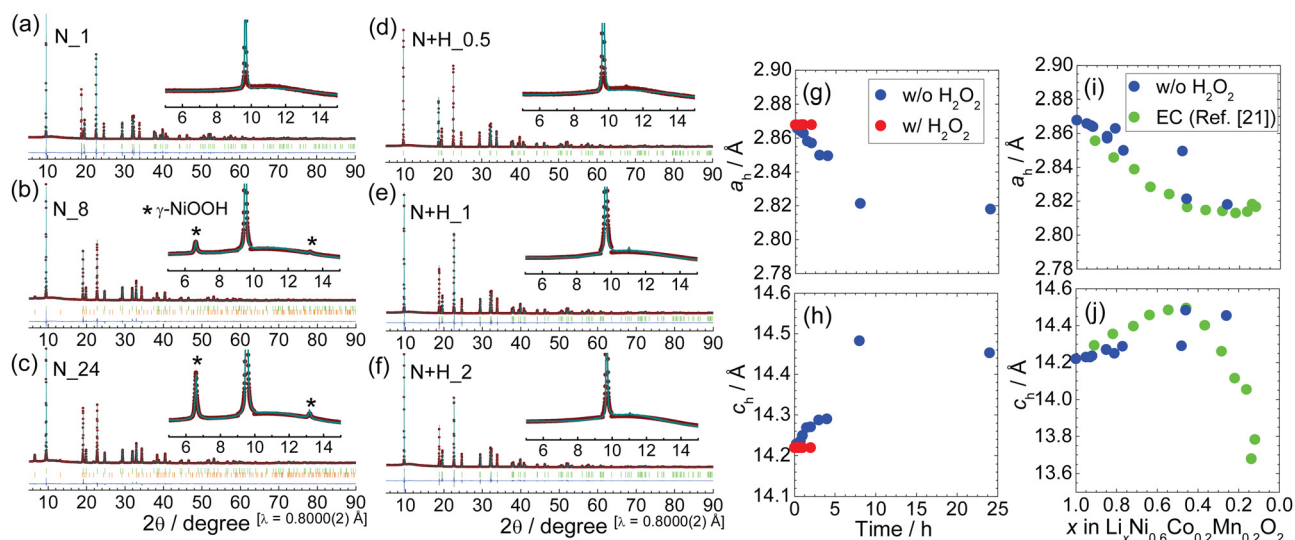 (a)
N_1
6 8 10 12 14
10 20 30 40 50 60 70 80 90
(b)
N_8
* γ-NiOOH
*
*
6 8 10 12 14
10 20 30 40 50 60 70 80 90
(c)
N_24
*
*
6 8 10 12 14
10 20 30 40 50 60 70 80 90
2θ / degree [λ = 0.8000(2) Å]
(d)
N+H_0.5
6 8 10 12 14
10 20 30 40 50 60 70 80 90
(e)
N+H_1
6 8 10 12 14
10 20 30 40 50 60 70 80 90
(f)
N+H_2
6 8 10 12 14
10 20 30 40 50 60 70 80 90
2θ / degree [λ = 0.8000(2) Å]
(g)
w/o H₂O₂
w/ H₂O₂
aₕ / Å
2.90
2.88
2.86
2.84
2.82
2.80
2.78
(h)
cₕ / Å
14.6
14.5
14.4
14.3
14.2
14.1
0 5 10 15 20 25
Time / h
(i)
w/o H₂O₂
EC (Ref. [21])
aₕ / Å
2.90
2.88
2.86
2.84
2.82
2.80
2.78
(j)
cₕ / Å
14.6
14.4
14.2
14.0
13.8
13.6
1.0 0.8 0.6 0.4 0.2 0.0
x in LiₓNi₀.₆Co₀.₂Mn₀.₂O₂